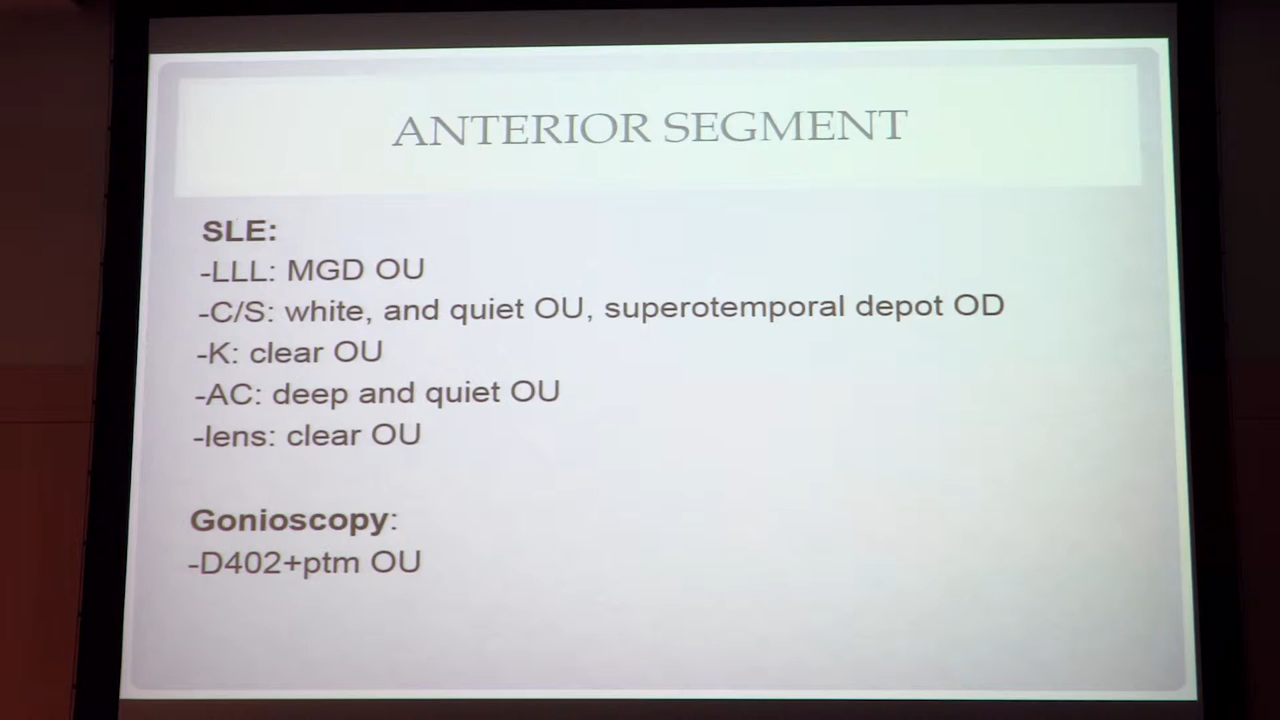 ANTERIOR SEGMENT
SLE:
-LLL: MGD OU
-C/S: white, and quiet OU, superotemporal depot OD
-K: clear OU
-AC: deep and quiet OU
-lens: clear OU
Gonioscopy:
-D402+ptm OU